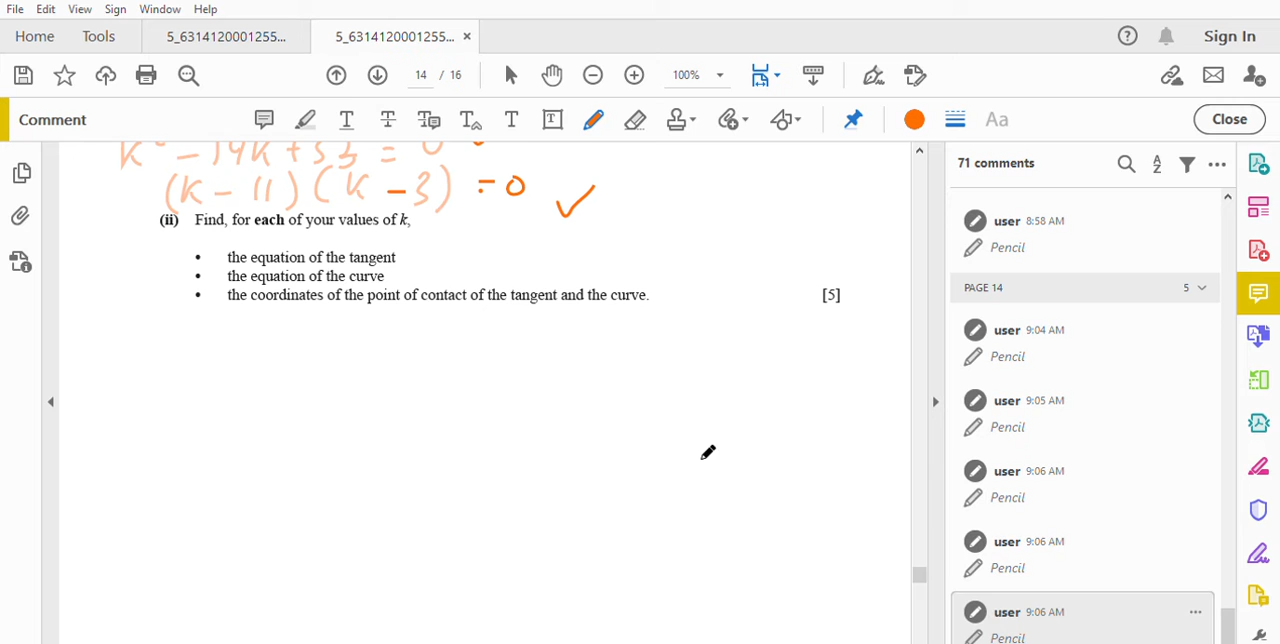 File Edit View Sign Window Help
Home Tools 5_6314120001255... 5_6314120001255... × Sign In
14 / 16 100%
Comment Aa Close
(k - 11) (k - 3) = 0 ✓
(ii) Find, for each of your values of k,
• the equation of the tangent
• the equation of the curve
• the coordinates of the point of contact of the tangent and the curve. [5]
71 comments
user 8:58 AM
Pencil
PAGE 14 5
user 9:04 AM
Pencil
user 9:05 AM
Pencil
user 9:06 AM
Pencil
user 9:06 AM
Pencil
user 9:06 AM
Pencil